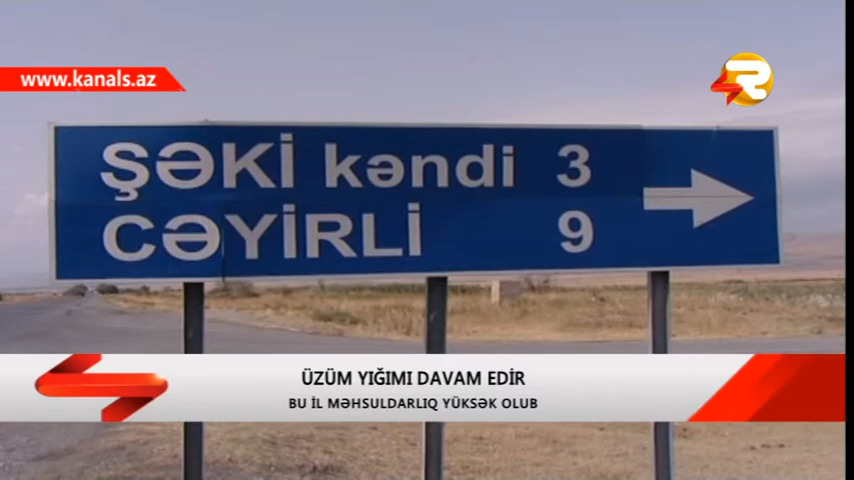 www.kanals.az
R
ŞƏKİ kəndi 3
CƏYİRLİ 9
ÜZÜM YIĞIMI DAVAM EDİR
BU İL MƏHSULDARLIQ YÜKSƏK OLUB